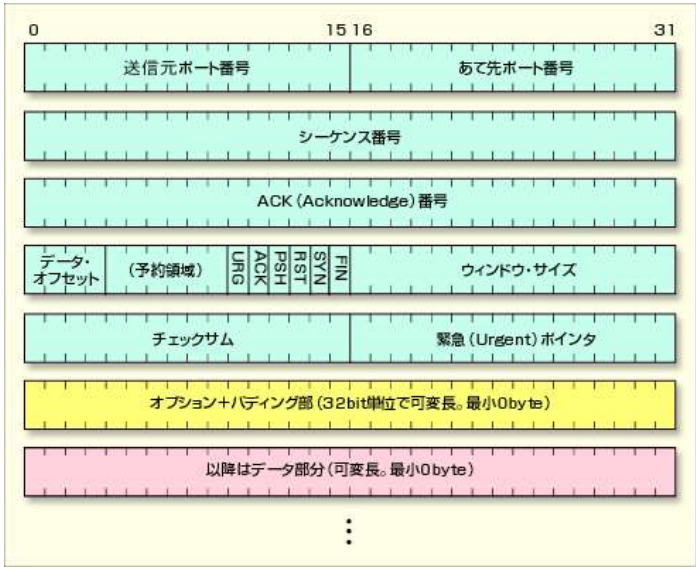 0 15 16 31
送信元ポート番号 あて先ポート番号
シーケンス番号
ACK(Acknowledge)番号
データ・
オフセット (予約領域) URG ACK PSH RST SYN FIN ウィンドウ・サイズ
チェックサム 緊急(Urgent)ポインタ
オプション+パディング部(32bit単位で可変長。最小0byte)
以降はデータ部分(可変長。最小0byte)